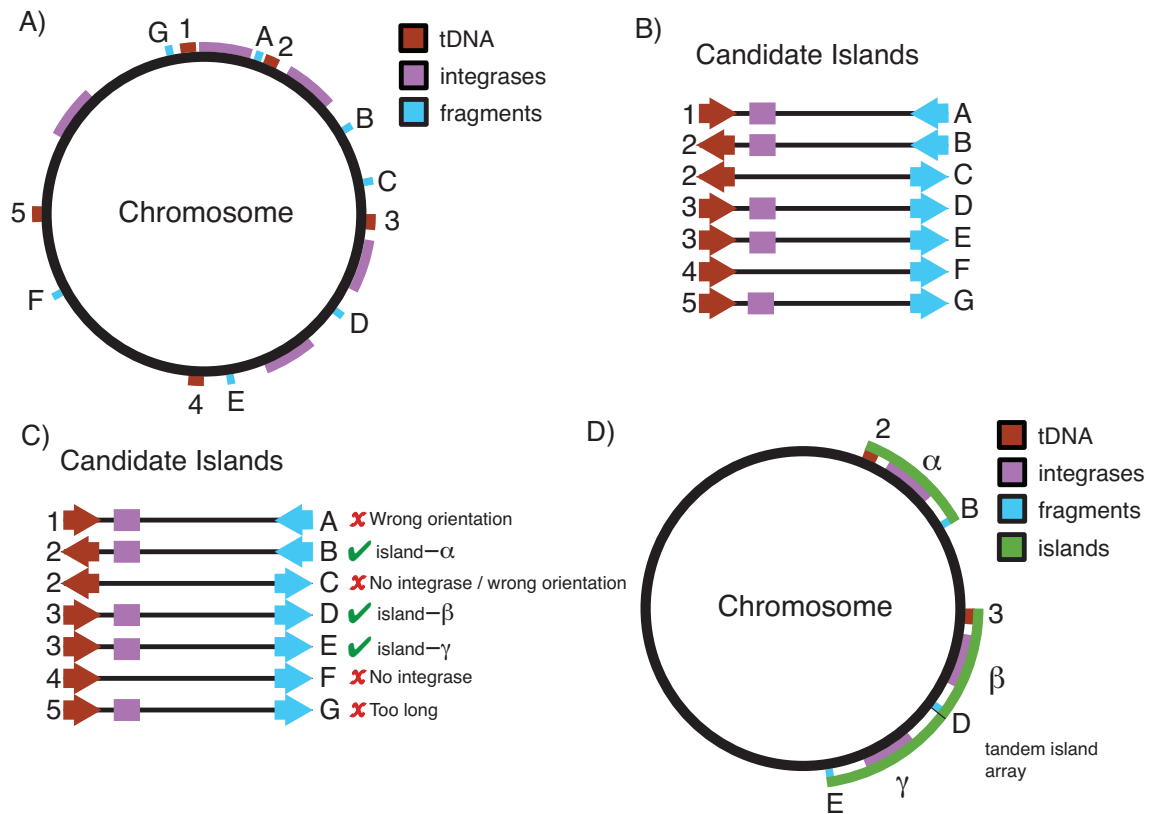 A)
G
1
A
2
B
C
3
D
E
4
F
5
Chromosome
tDNA
integrases
fragments
B)
Candidate Islands
1 A
2 B
2 C
3 D
3 E
4 F
5 G
C)
Candidate Islands
1 A ✘ Wrong orientation
2 B ✔ island–α
2 C ✘ No integrase / wrong orientation
3 D ✔ island–β
3 E ✔ island–γ
4 F ✘ No integrase
5 G ✘ Too long
D)
2
α
B
3
β
D
γ
E
Chromosome
tandem island
array
tDNA
integrases
fragments
islands